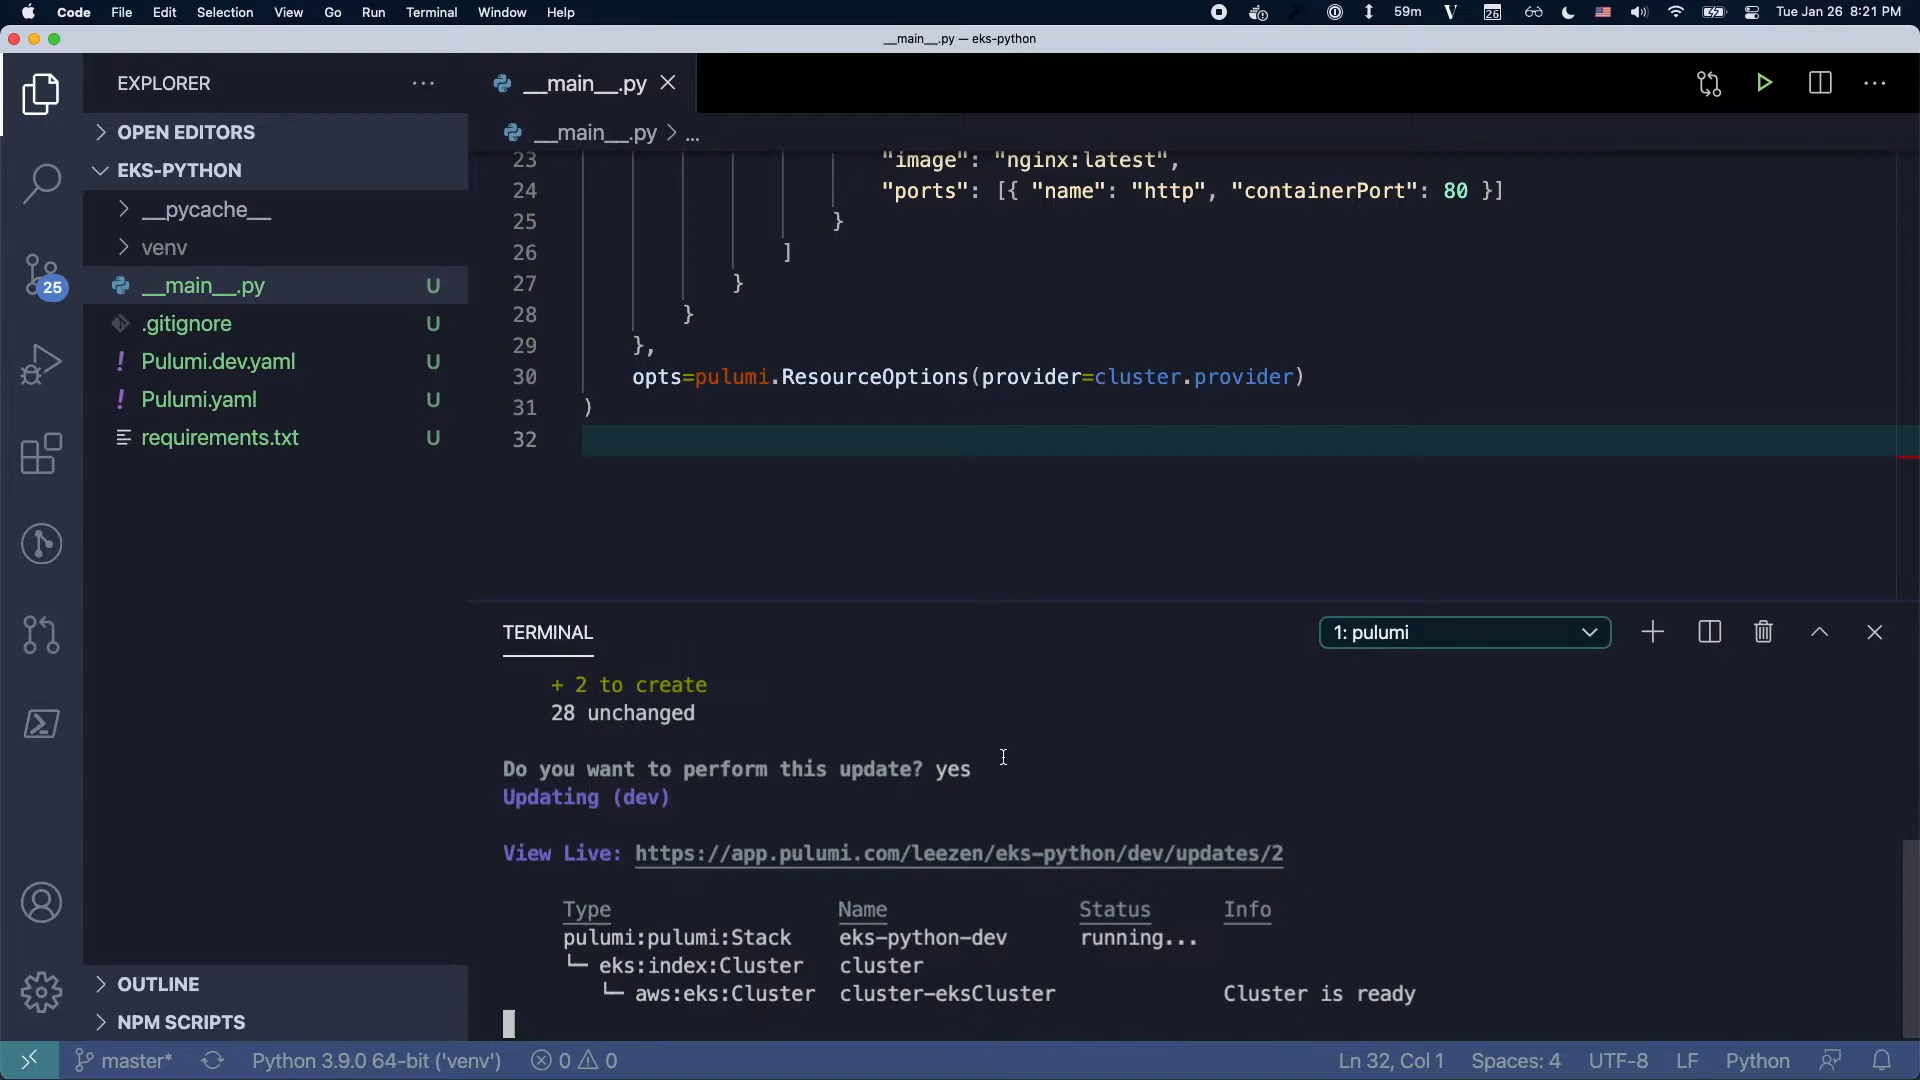 Code File Edit Selection View Go Run Terminal Window Help 59m 26 Tue Jan 26 8:21 PM
__main__.py — eks-python
EXPLORER
OPEN EDITORS
EKS-PYTHON
__pycache__
venv
__main__.py U
.gitignore U
Pulumi.dev.yaml U
Pulumi.yaml U
requirements.txt U
OUTLINE
NPM SCRIPTS
25
__main__.py
__main__.py > ...
23 "image": "nginx:latest",
24 "ports": [{ "name": "http", "containerPort": 80 }]
25 }
26 ]
27 }
28 }
29 },
30 opts=pulumi.ResourceOptions(provider=cluster.provider)
31 )
32
TERMINAL
1: pulumi
+ 2 to create
28 unchanged
Do you want to perform this update? yes
Updating (dev)
View Live: https://app.pulumi.com/leezen/eks-python/dev/updates/2
Type Name Status Info
pulumi:pulumi:Stack eks-python-dev running...
└─ eks:index:Cluster cluster
└─ aws:eks:Cluster cluster-eksCluster Cluster is ready
master* Python 3.9.0 64-bit ('venv') 0 0 Ln 32, Col 1 Spaces: 4 UTF-8 LF Python